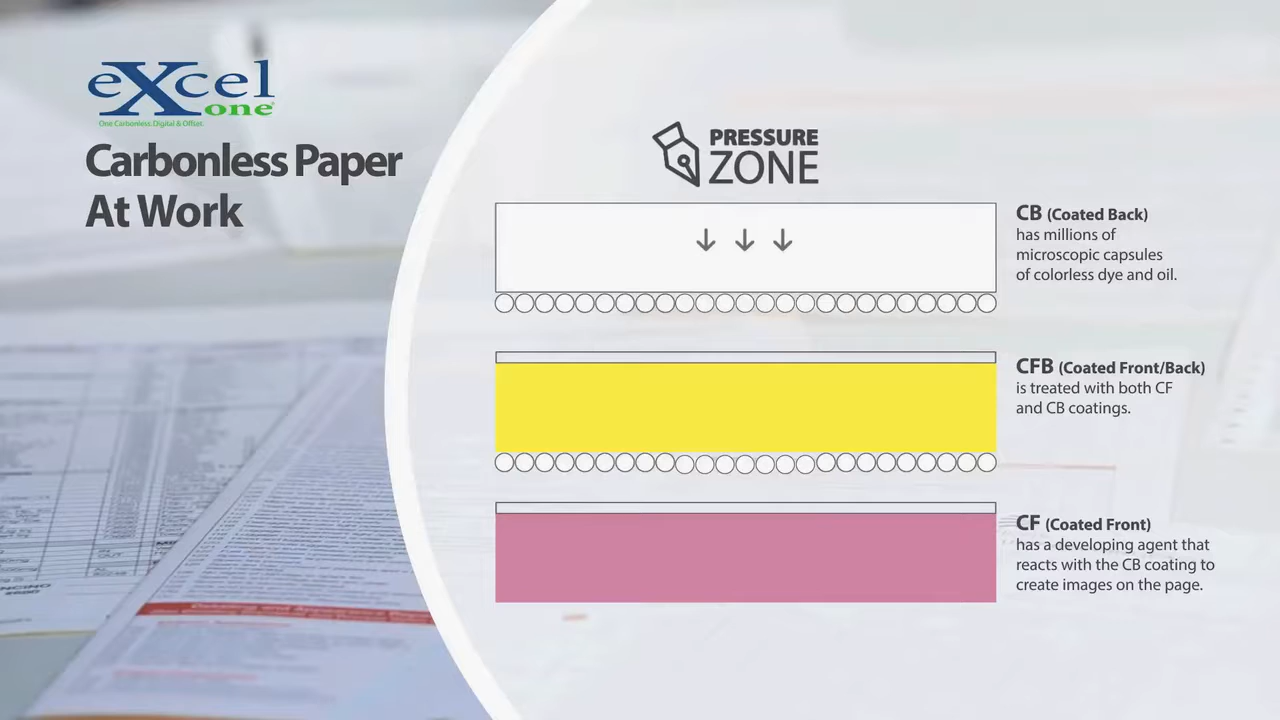 eXcel
one®
One Carbonless. Digital & Offset.
Carbonless Paper
At Work
PRESSURE
ZONE
CB (Coated Back)
has millions of
microscopic capsules
of colorless dye and oil.
CFB (Coated Front/Back)
is treated with both CF
and CB coatings.
CF (Coated Front)
has a developing agent that
reacts with the CB coating to
create images on the page.